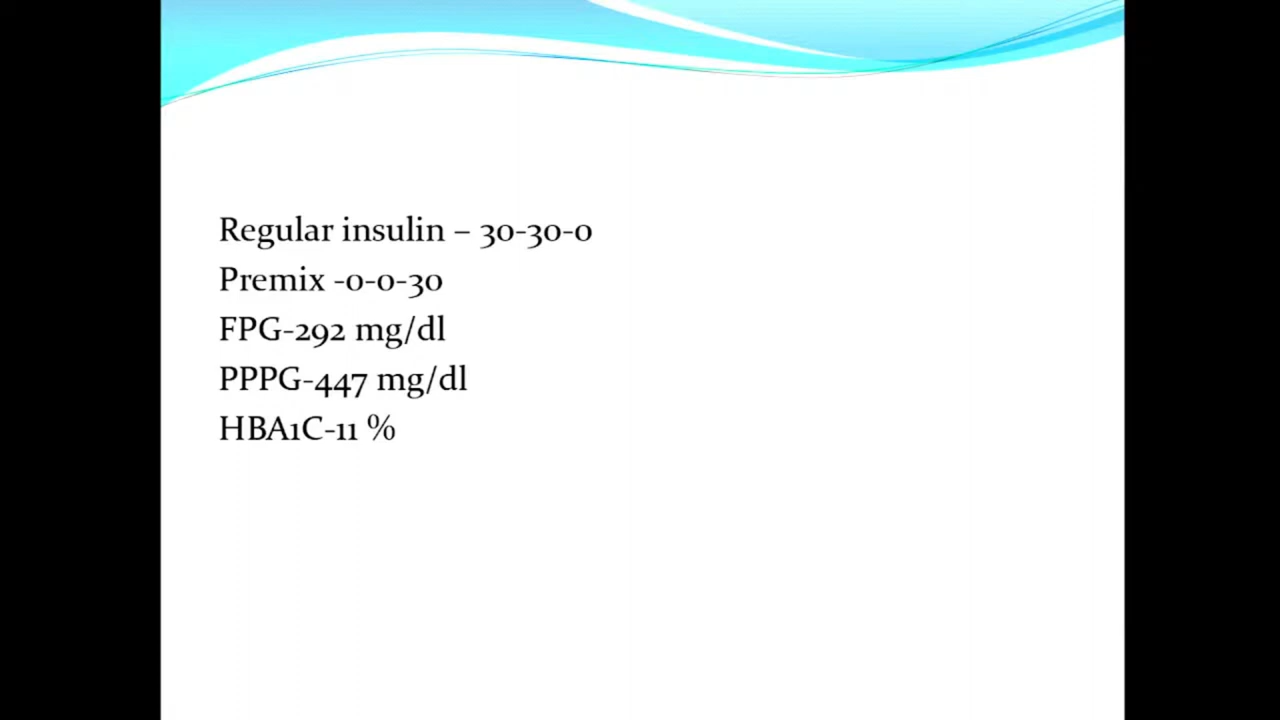 Regular insulin – 30-30-0
Premix -0-0-30
FPG-292 mg/dl
PPPG-447 mg/dl
HBA1C-11 %